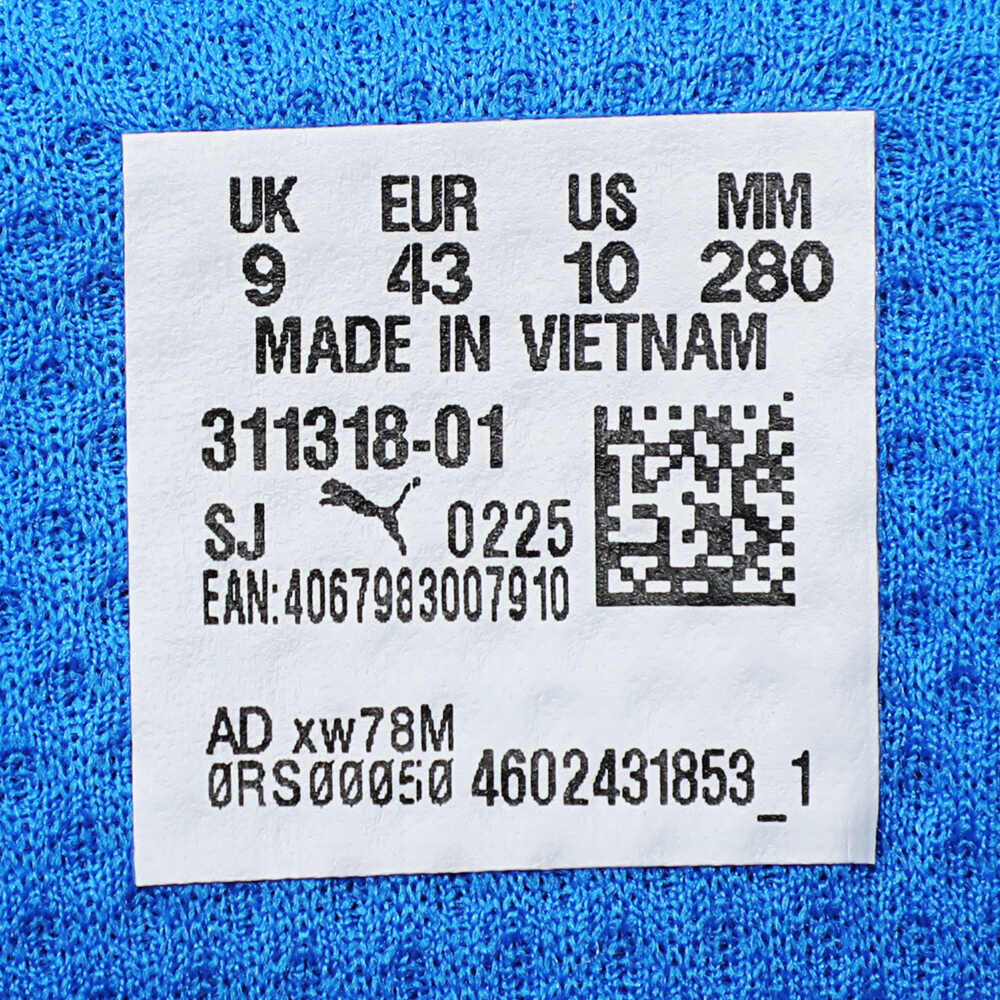 UK EUR US MM
9 43 10 280
MADE IN VIETNAM
311318-01
SJ 0225
EAN:4067983007910
AD xw78M
0RS00050 4602431853_1